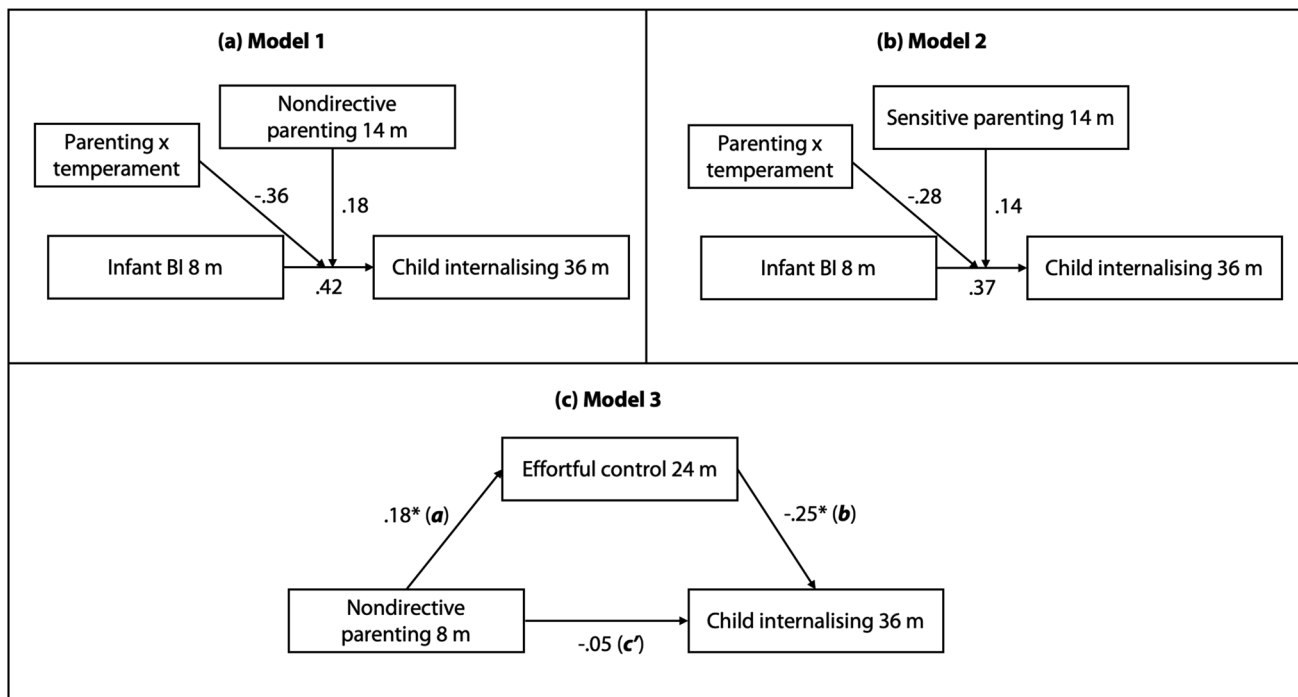 (a) Model 1
Nondirective
parenting 14 m
Parenting x
temperament
-.36
.18
Infant BI 8 m
Child internalising 36 m
.42
(b) Model 2
Sensitive parenting 14 m
Parenting x
temperament
-.28
.14
Infant BI 8 m
Child internalising 36 m
.37
(c) Model 3
Effortful control 24 m
.18* (a)
-.25* (b)
Nondirective
parenting 8 m
Child internalising 36 m
-.05 (c′)